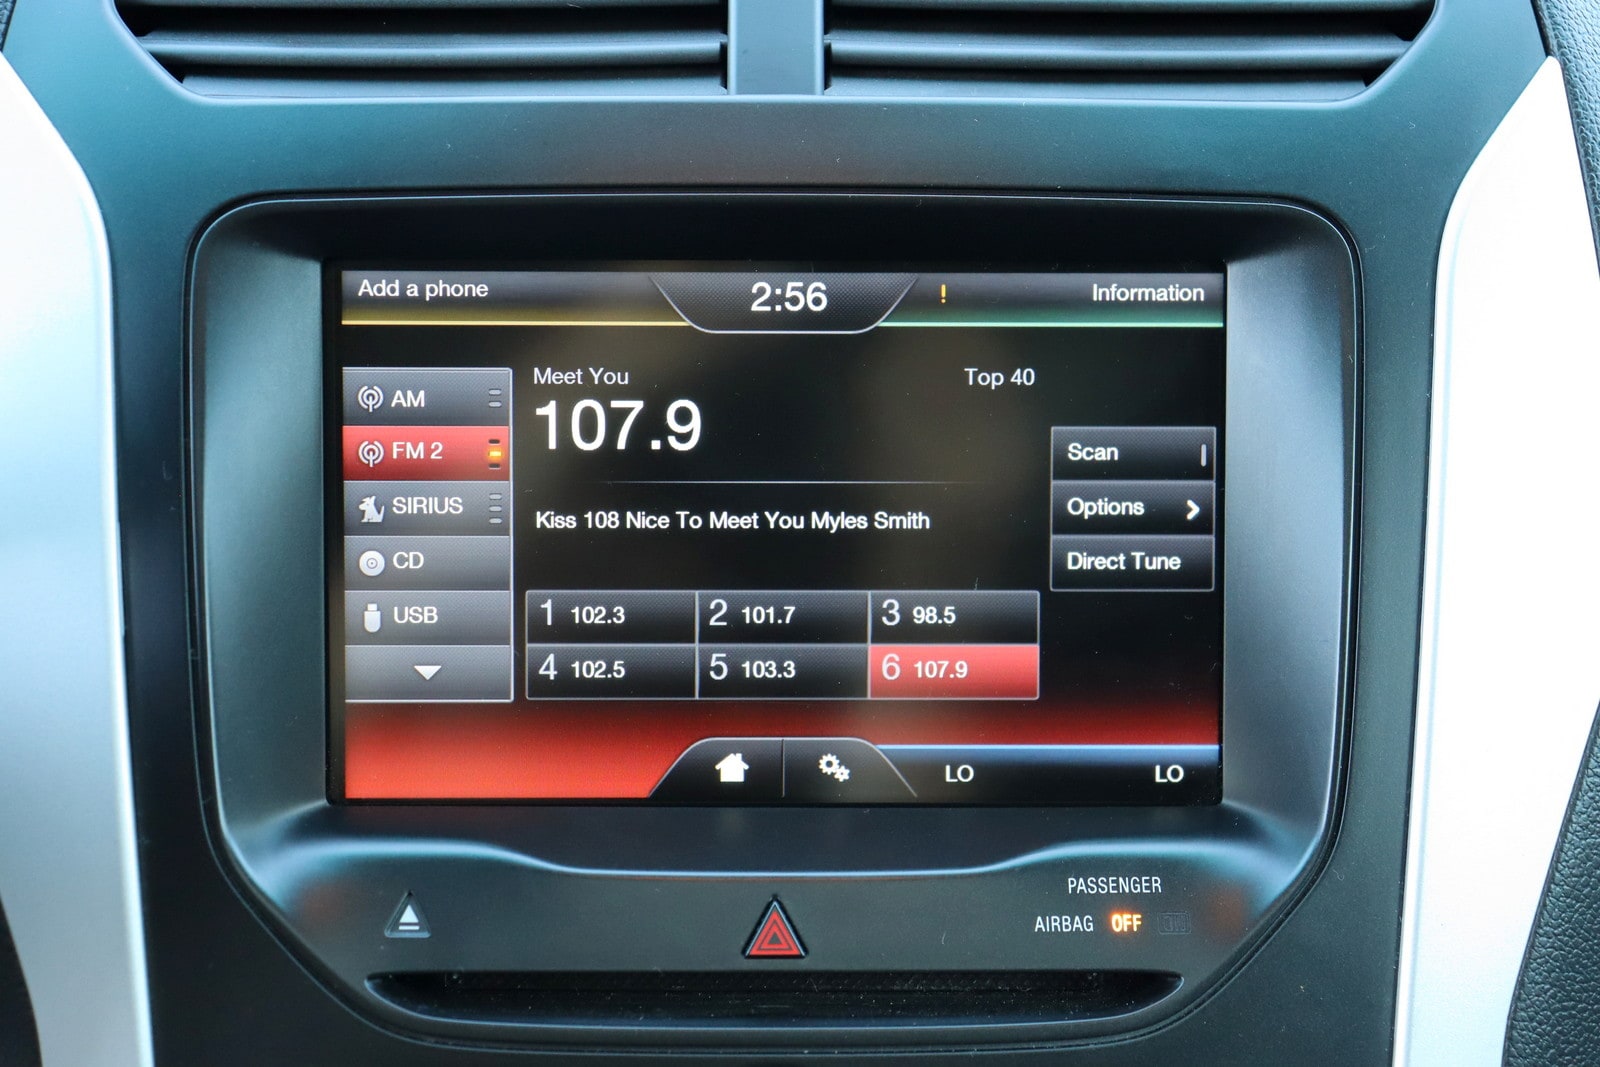 Add a phone
2:56
!
Information
AM
FM 2
SIRIUS
CD
USB
Meet You
Top 40
107.9
Kiss 108 Nice To Meet You Myles Smith
1 102.3
2 101.7
3 98.5
4 102.5
5 103.3
6 107.9
Scan
Options
Direct Tune
LO
LO
PASSENGER
AIRBAG OFF ON